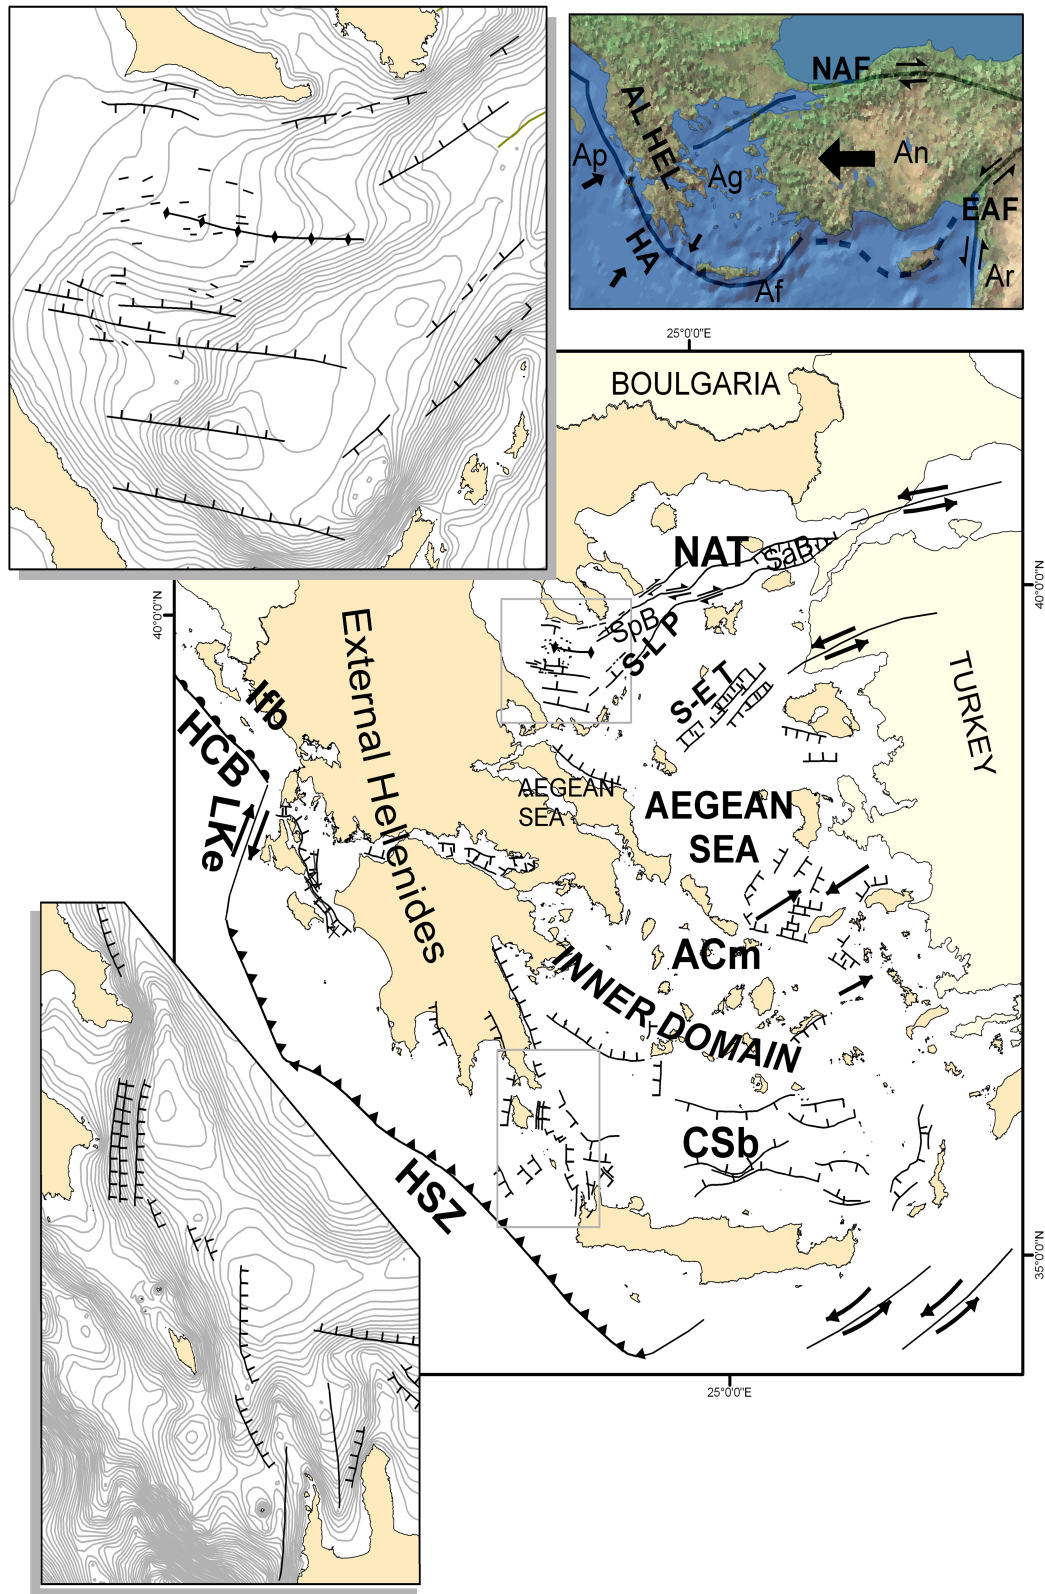 NAF
AL HEL
Ap
Ag
An
EAF
HA
Af
Ar
25°0'0"E
BOULGARIA
NAT
SaB
40°0'0"N
40°0'0"N
SpB
S-L P
External Hellenides
Ifb
S-E T
TURKEY
HCB
LKe
AEGEAN
SEA
AEGEAN
SEA
ACm
INNER DOMAIN
CSb
HSZ
35°0'0"N
25°0'0"E